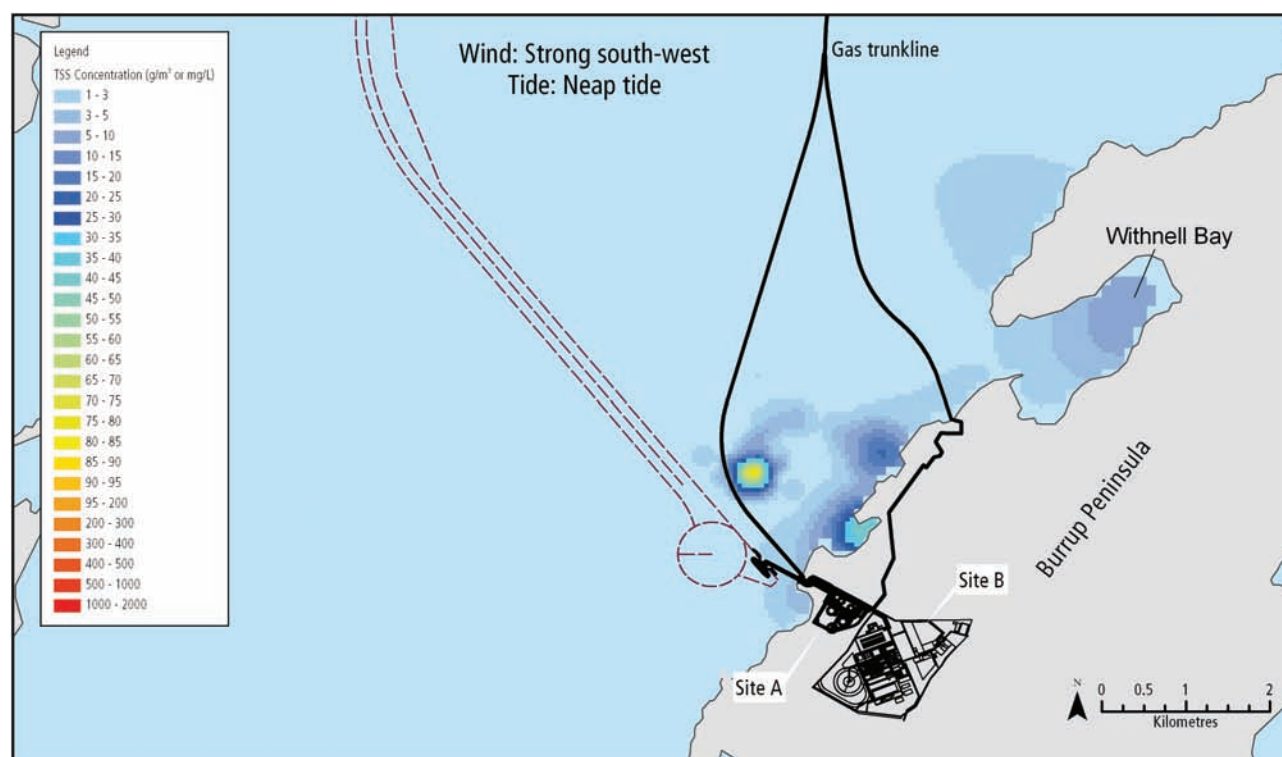 Legend
TSS Concentration (g/m³ or mg/L)
1 - 3
3 - 5
5 - 10
10 - 15
15 - 20
20 - 25
25 - 30
30 - 35
35 - 40
40 - 45
45 - 50
50 - 55
55 - 60
60 - 65
65 - 70
70 - 75
75 - 80
80 - 85
85 - 90
90 - 95
95 - 200
200 - 300
300 - 400
400 - 500
500 - 1000
1000 - 2000
Wind: Strong south-west
Tide: Neap tide
Gas trunkline
Withnell Bay
Burrup Peninsula
Site B
Site A
N
0 0.5 1 2
Kilometres